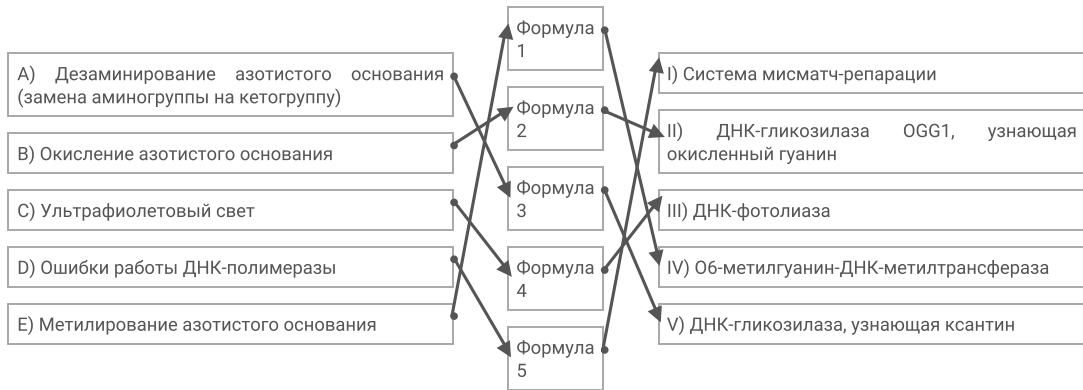 A) Дезаминирование азотистого основания
(замена аминогруппы на кетогруппу)
B) Окисление азотистого основания
C) Ультрафиолетовый свет
D) Ошибки работы ДНК-полимеразы
E) Метилирование азотистого основания
Формула
1
Формула
2
Формула
3
Формула
4
Формула
5
I) Система мисматч-репарации
II) ДНК-гликозилаза OGG1, узнающая
окисленный гуанин
III) ДНК-фотолиаза
IV) О6-метилгуанин-ДНК-метилтрансфераза
V) ДНК-гликозилаза, узнающая ксантин